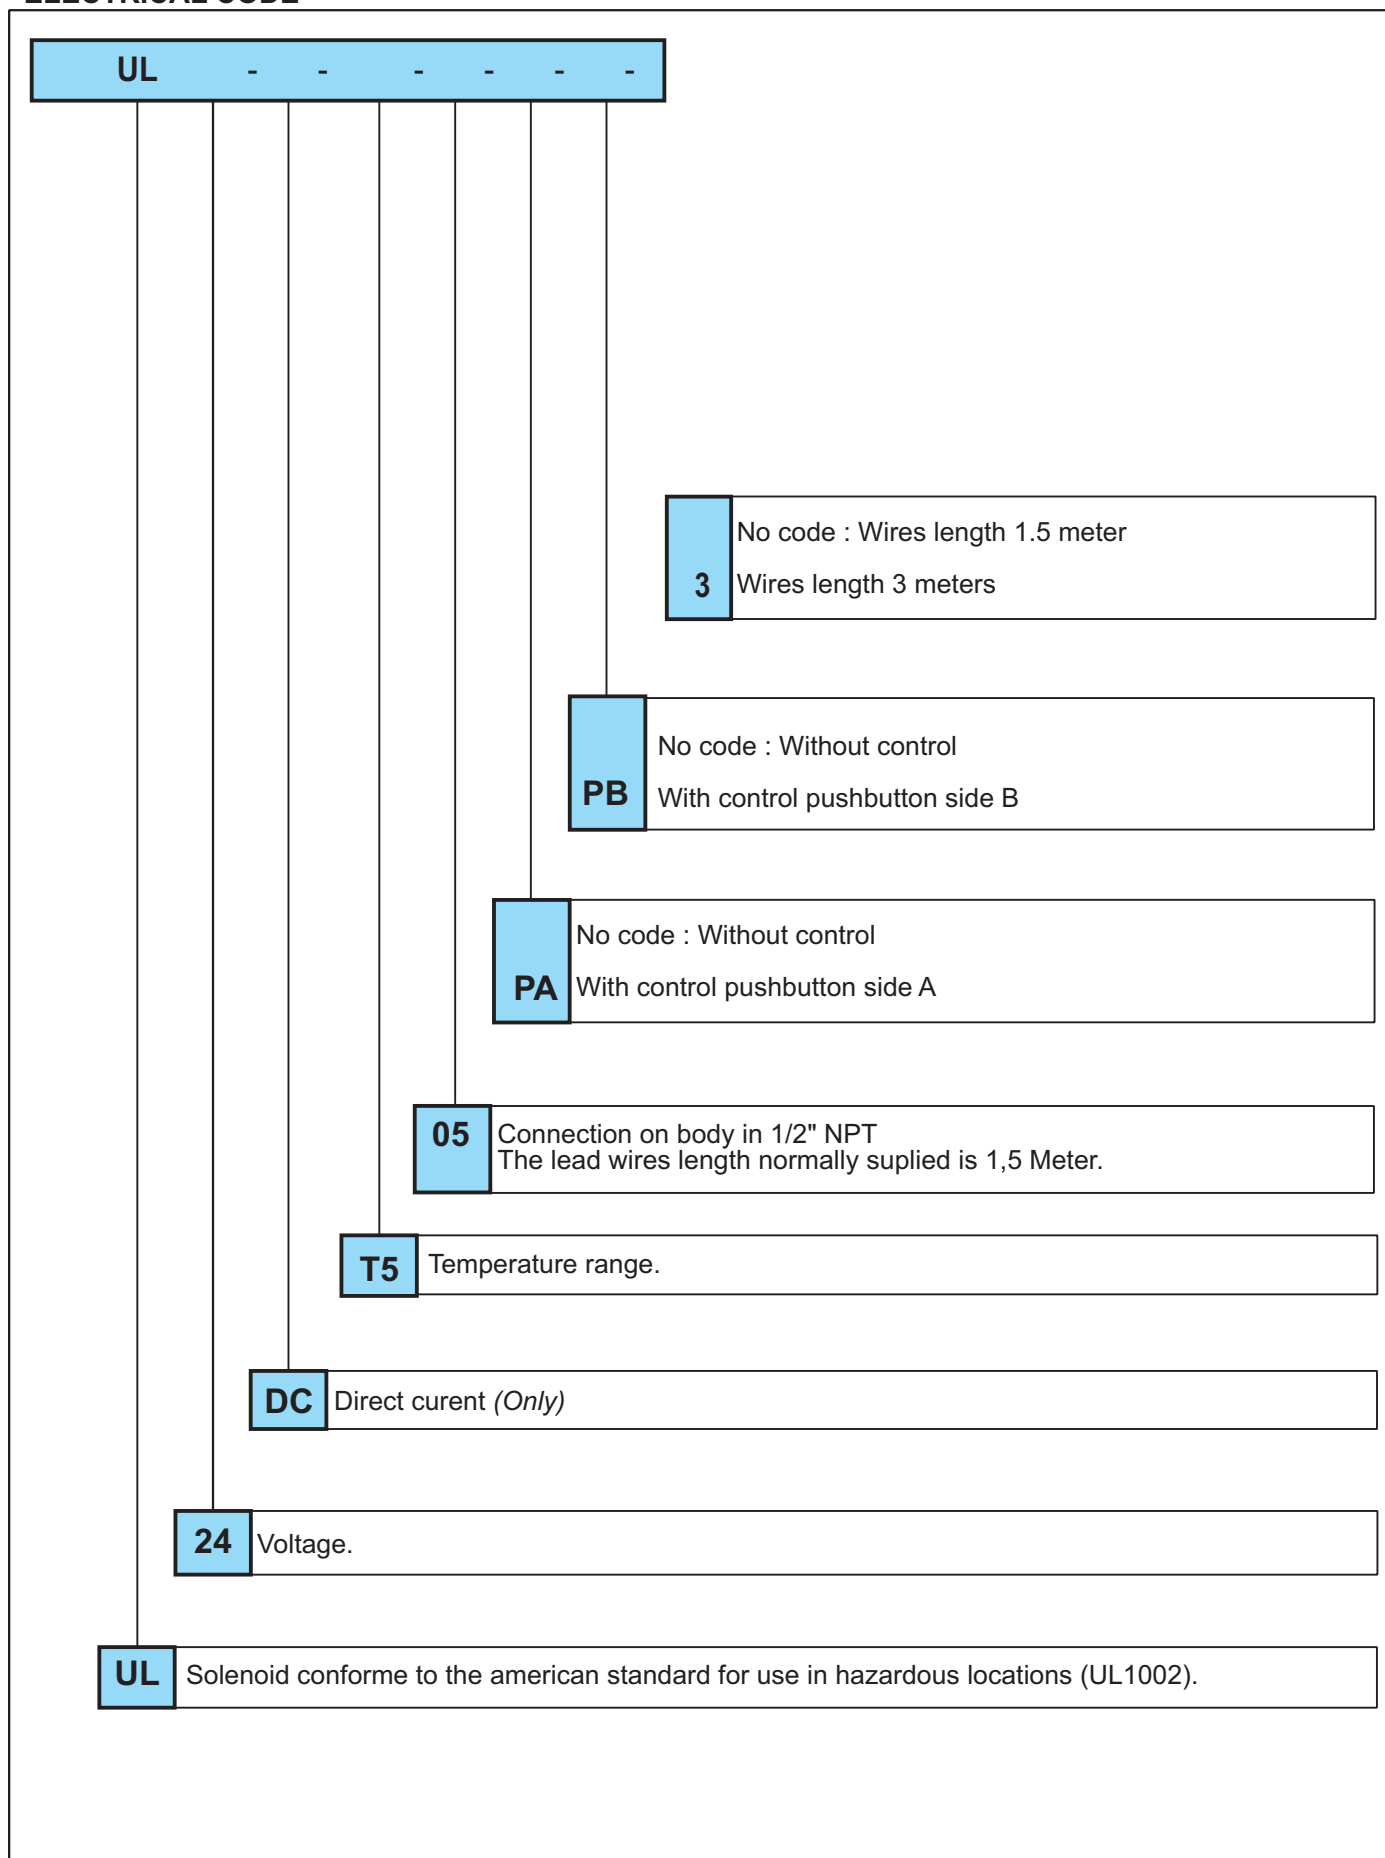 UL - - - - - -
No code : Wires length 1.5 meter
3 Wires length 3 meters
No code : Without control
PB With control pushbutton side B
No code : Without control
PA With control pushbutton side A
05 Connection on body in 1/2" NPT
The lead wires length normally suplied is 1,5 Meter.
T5 Temperature range.
DC Direct curent (Only)
24 Voltage.
UL Solenoid conforme to the american standard for use in hazardous locations (UL1002).